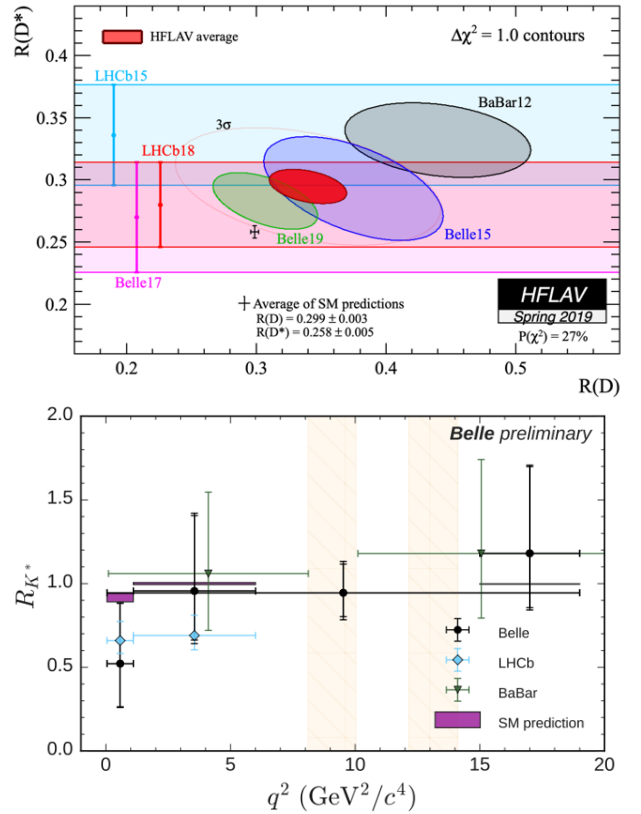 R(D*)
HFLAV average
Δχ² = 1.0 contours
0.4
LHCb15
BaBar12
0.35
3σ
LHCb18
0.3
0.25
Belle19
Belle15
Belle17
Average of SM predictions
R(D) = 0.299 ± 0.003
R(D*) = 0.258 ± 0.005
0.2
HFLAV
Spring 2019
P(χ²) = 27%
0.2 0.3 0.4 0.5
R(D)
2.0
Belle preliminary
1.5
R_{K*}
1.0
Belle
LHCb
0.5
BaBar
SM prediction
0.0
0 5 10 15 20
q² (GeV²/c⁴)